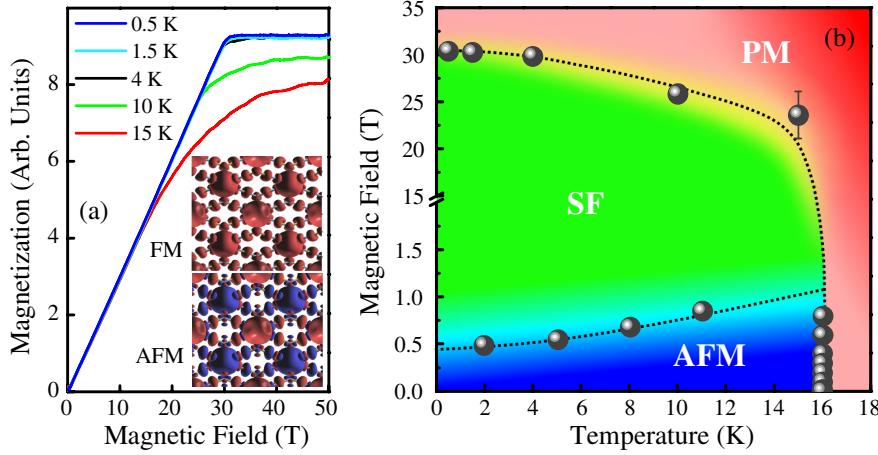 0.5 K
1.5 K
4 K
10 K
15 K
(a)
FM
AFM
Magnetization (Arb. Units)
0
2
4
6
8
0
10
20
30
40
50
Magnetic Field (T)
(b)
PM
SF
AFM
Magnetic Field (T)
35
30
25
20
15
1.5
1.0
0.5
0.0
2
4
6
8
10
12
14
16
18
Temperature (K)